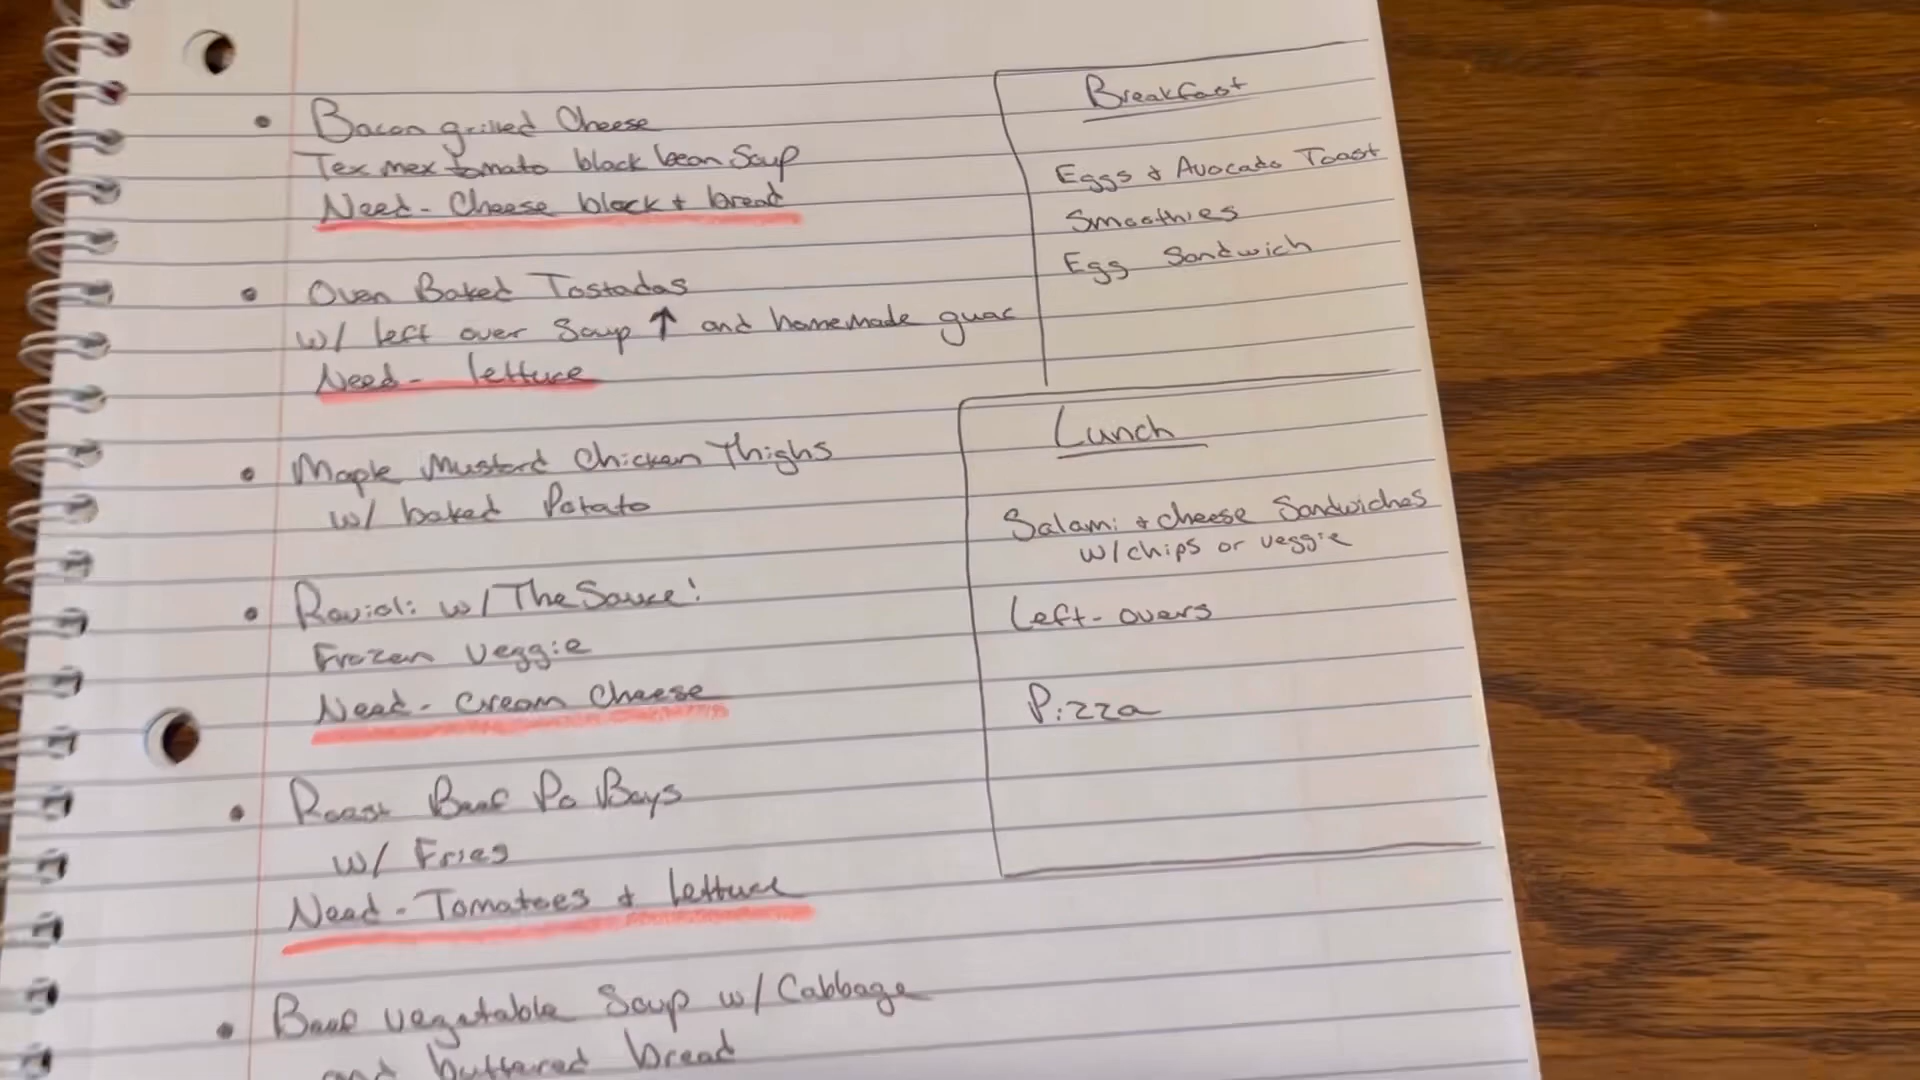 Bacon grilled Cheese
Tex mex tomato black bean Soup
Need - Cheese block + bread
Oven Baked Tostadas
w/ left over Soup ↑ and homemade guac
Need - lettuce
Maple Mustard Chicken Thighs
w/ baked Potato
Ravioli w/ The Sauce!
Frozen veggie
Need - Cream Cheese
Roast Beef Po Boys
w/ Fries
Need - Tomatoes + lettuce
Beef vegetable Soup w/ Cabbage
and buttered bread
Breakfast
Eggs + Avocado Toast
Smoothies
Egg Sandwich
Lunch
Salami + cheese Sandwiches
w/ chips or veggie
Left-overs
Pizza